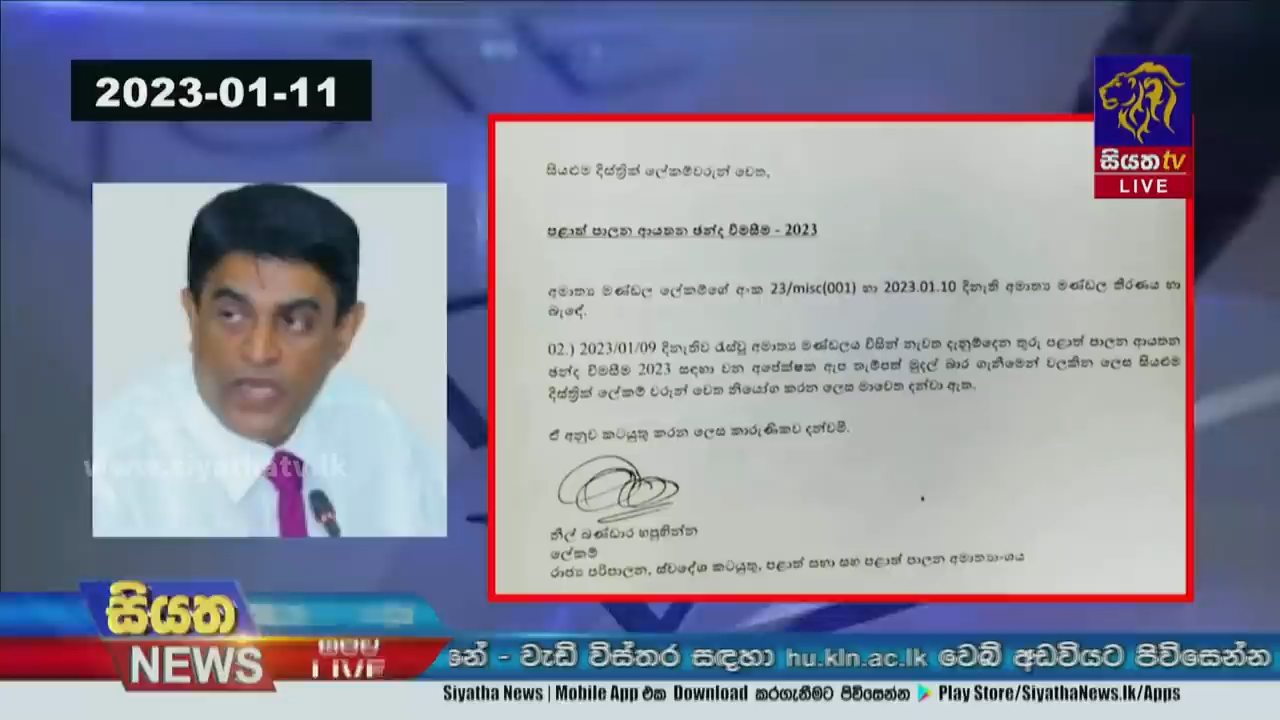 2023-01-11
සියත tv
LIVE
සියළුම දිස්ත්‍රික් ලේකම්වරුන් වෙත,
පළාත් පාලන ආයතන ඡන්ද විමසීම - 2023
අමාත්‍ය මණ්ඩල ලේකම්ගේ අංක 23/misc(001) හා 2023.01.10 දිනැති අමාත්‍ය මණ්ඩල තීරණය හා
බැඳේ.
02.) 2023/01/09 දිනැතිව රැස්වූ අමාත්‍ය මණ්ඩලය විසින් නැවත දැනුම්දෙන තුරු පළාත් පාලන ආයතන
ඡන්ද විමසීම 2023 සඳහා වන අපේක්ෂක ඇප තැම්පත් මුදල් බාර ගැනීමෙන් වලකින ලෙස සියළුම
දිස්ත්‍රික් ලේකම් වරුන් වෙත නියෝග කරන ලෙස මාවෙත දන්වා ඇත.
ඒ අනුව කටයුතු කරන ලෙස කාරුණිකව දන්වමි.
නීල් බණ්ඩාර හපුහින්න
ලේකම්
රාජ්‍ය පරිපාලන, ස්වදේශ කටයුතු, පළාත් සභා සහ පළාත් පාලන අමාත්‍යාංශය
www.siyathatv.lk
සියත
NEWS
LIVE
නේ - වැඩි විස්තර සඳහා hu.kln.ac.lk වෙබ් අඩවියට පිවිසෙන්න
Siyatha News | Mobile App එක Download කරගැනීමට පිවිසෙන්න Play Store/SiyathaNews.lk/Apps